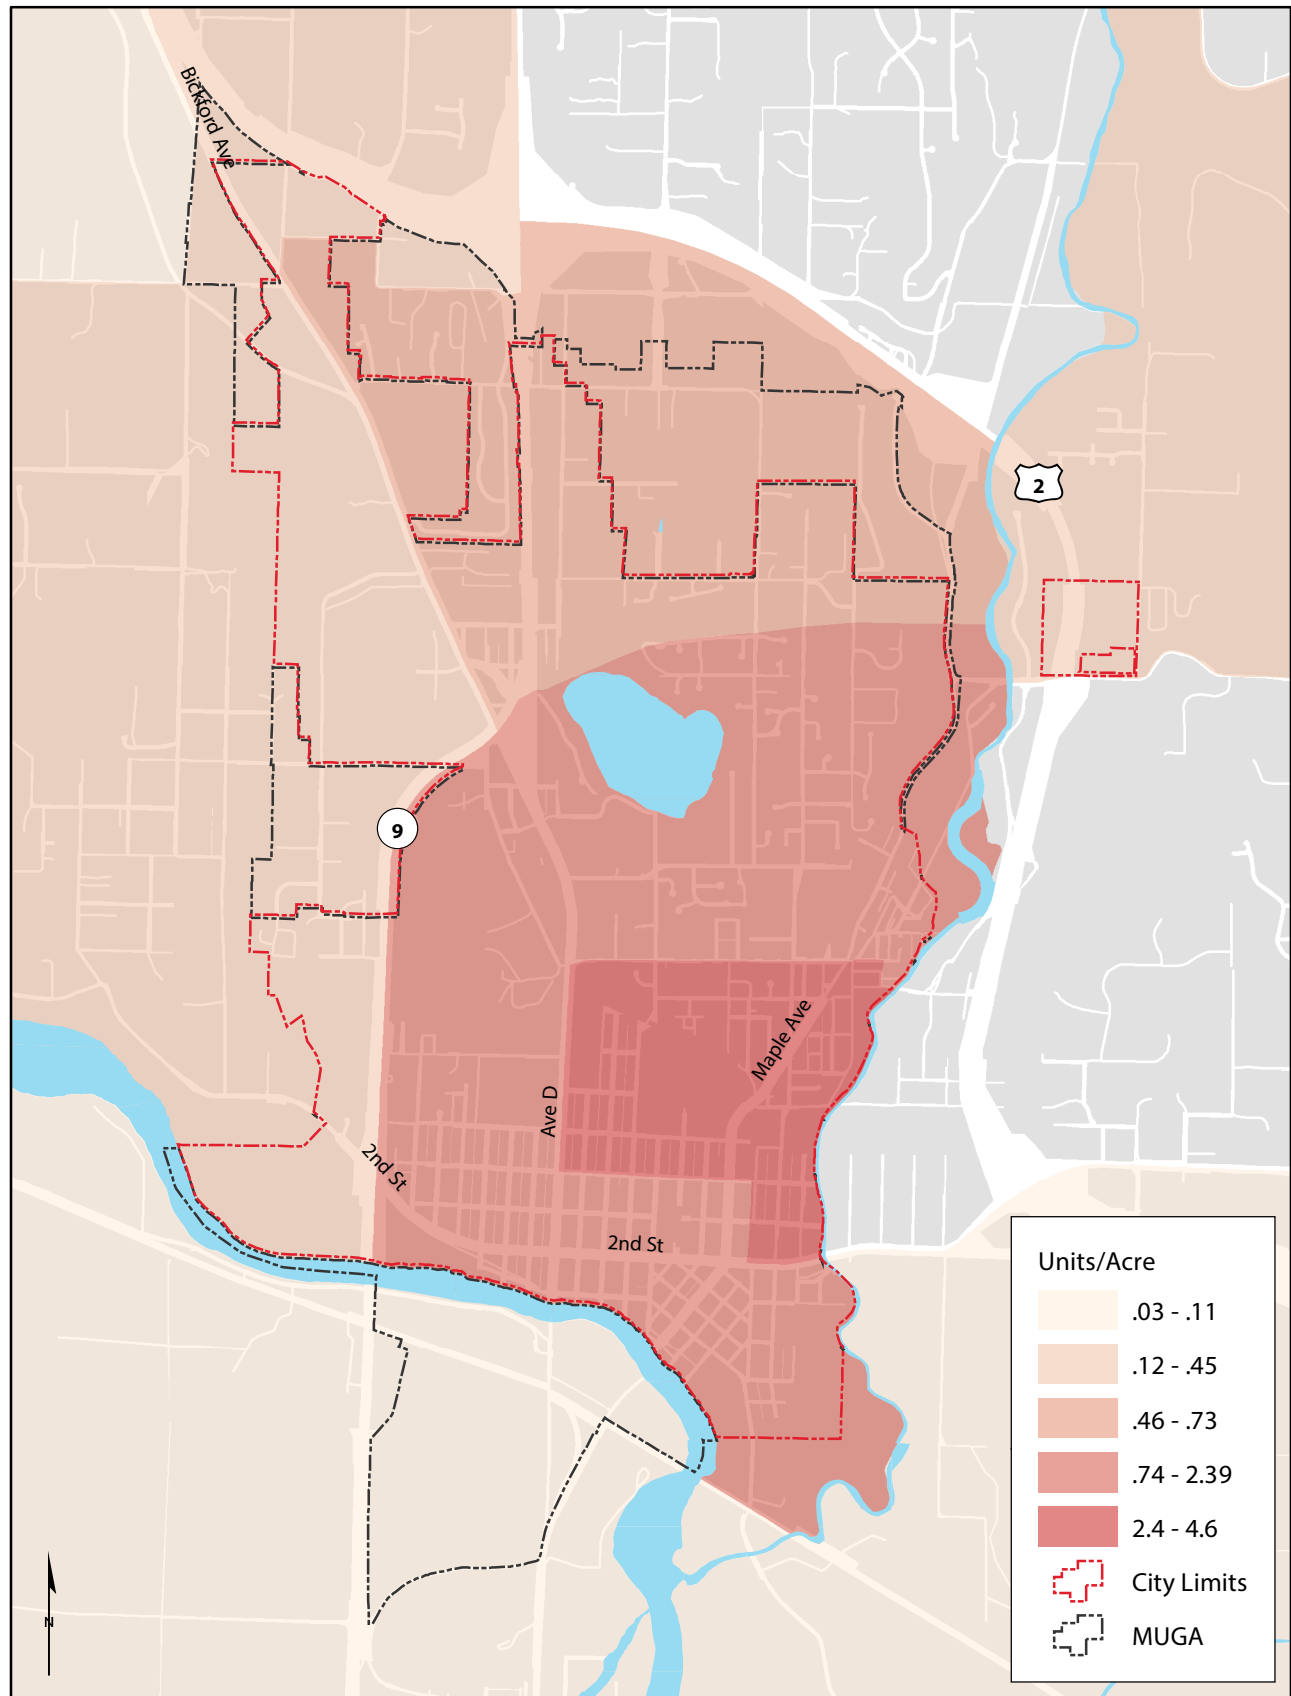 Bickford Ave
2
9
Maple Ave
Ave D
2nd St
2nd St
Units/Acre
.03 - .11
.12 - .45
.46 - .73
.74 - 2.39
2.4 - 4.6
City Limits
MUGA
N